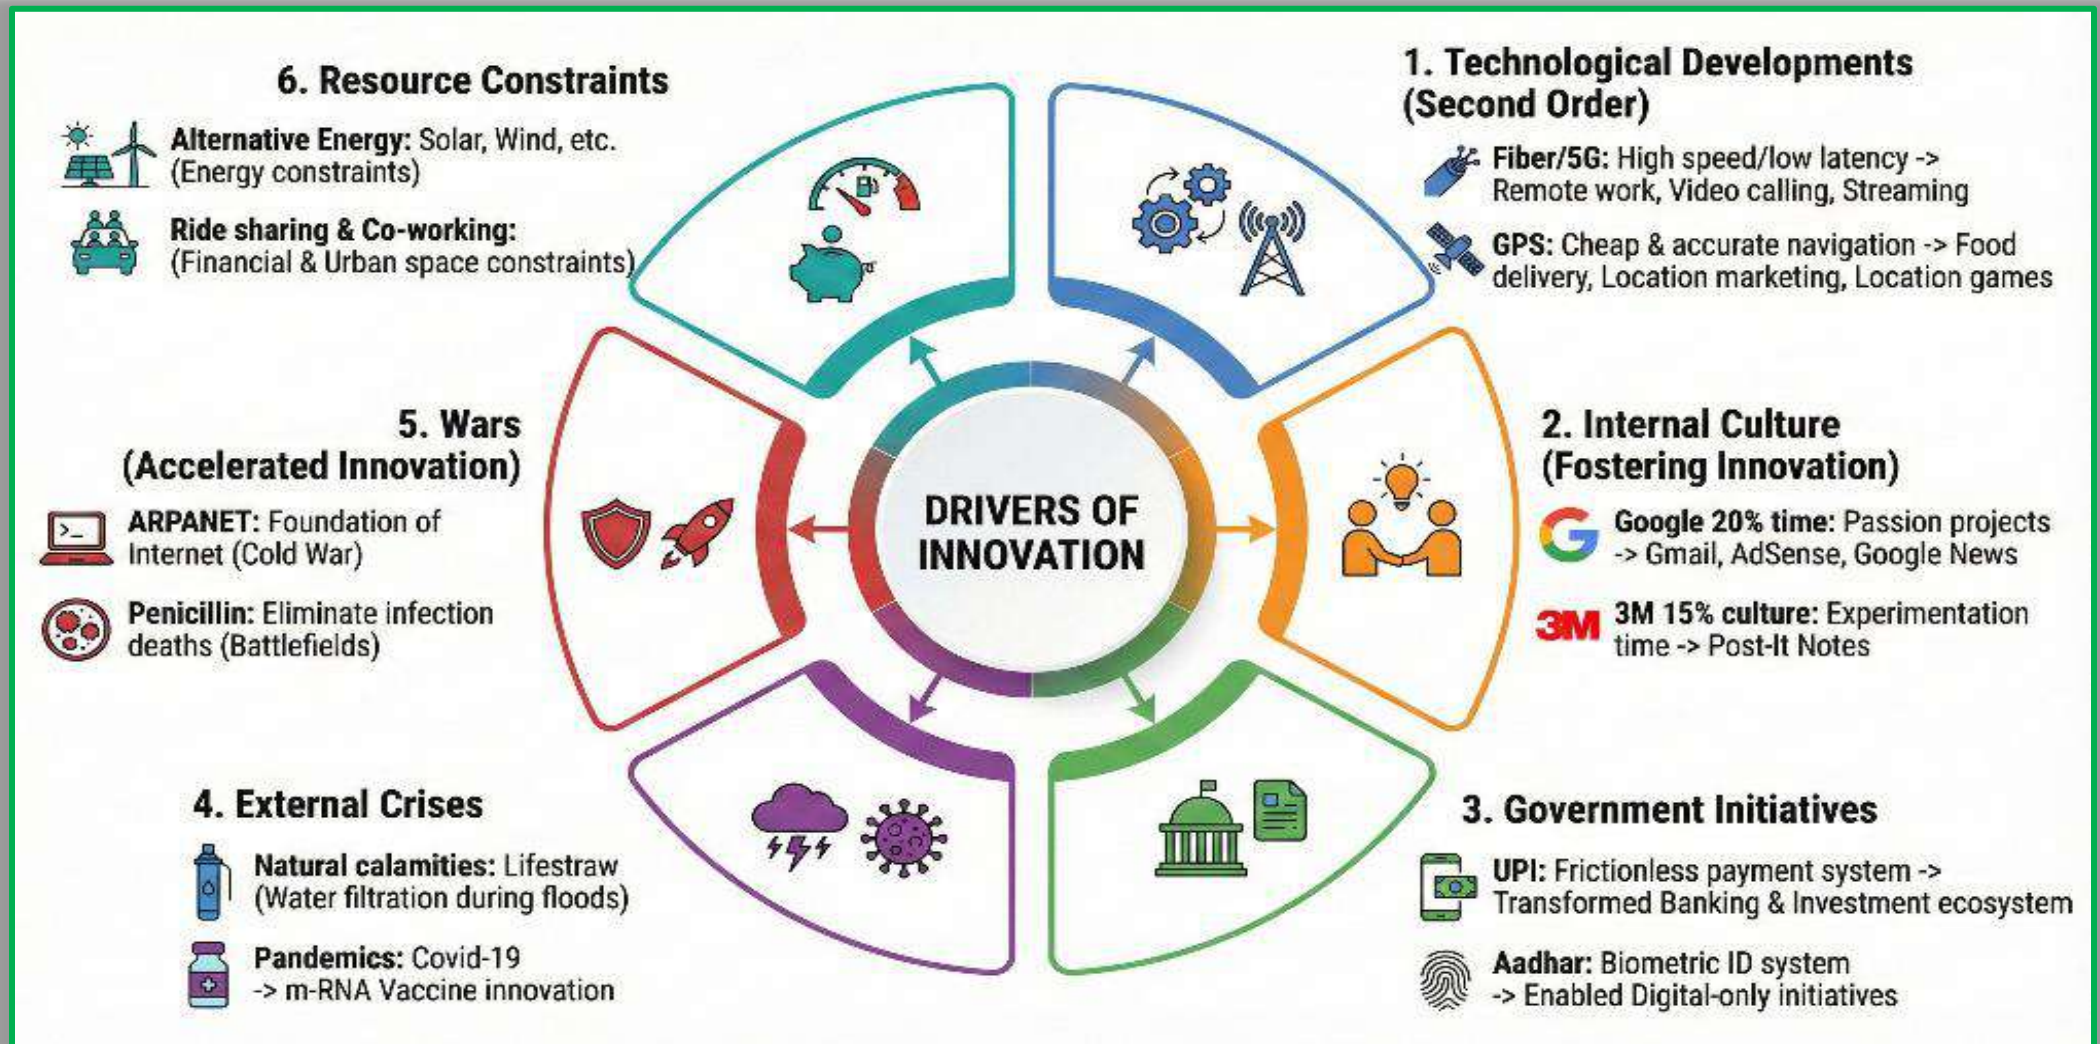 1. Technological Developments
(Second Order)
Fiber/5G: High speed/low latency ->
Remote work, Video calling, Streaming
GPS: Cheap & accurate navigation -> Food
delivery, Location marketing, Location games
2. Internal Culture
(Fostering Innovation)
G
Google 20% time: Passion projects
-> Gmail, AdSense, Google News
3M
3M 15% culture: Experimentation
time -> Post-It Notes
3. Government Initiatives
UPI: Frictionless payment system ->
Transformed Banking & Investment ecosystem
Aadhar: Biometric ID system
-> Enabled Digital-only initiatives
4. External Crises
Natural calamities: Lifestraw
(Water filtration during floods)
Pandemics: Covid-19
-> m-RNA Vaccine innovation
5. Wars
(Accelerated Innovation)
>_
ARPANET: Foundation of
Internet (Cold War)
Penicillin: Eliminate infection
deaths (Battlefields)
6. Resource Constraints
Alternative Energy: Solar, Wind, etc.
(Energy constraints)
Ride sharing & Co-working:
(Financial & Urban space constraints)
DRIVERS OF
INNOVATION